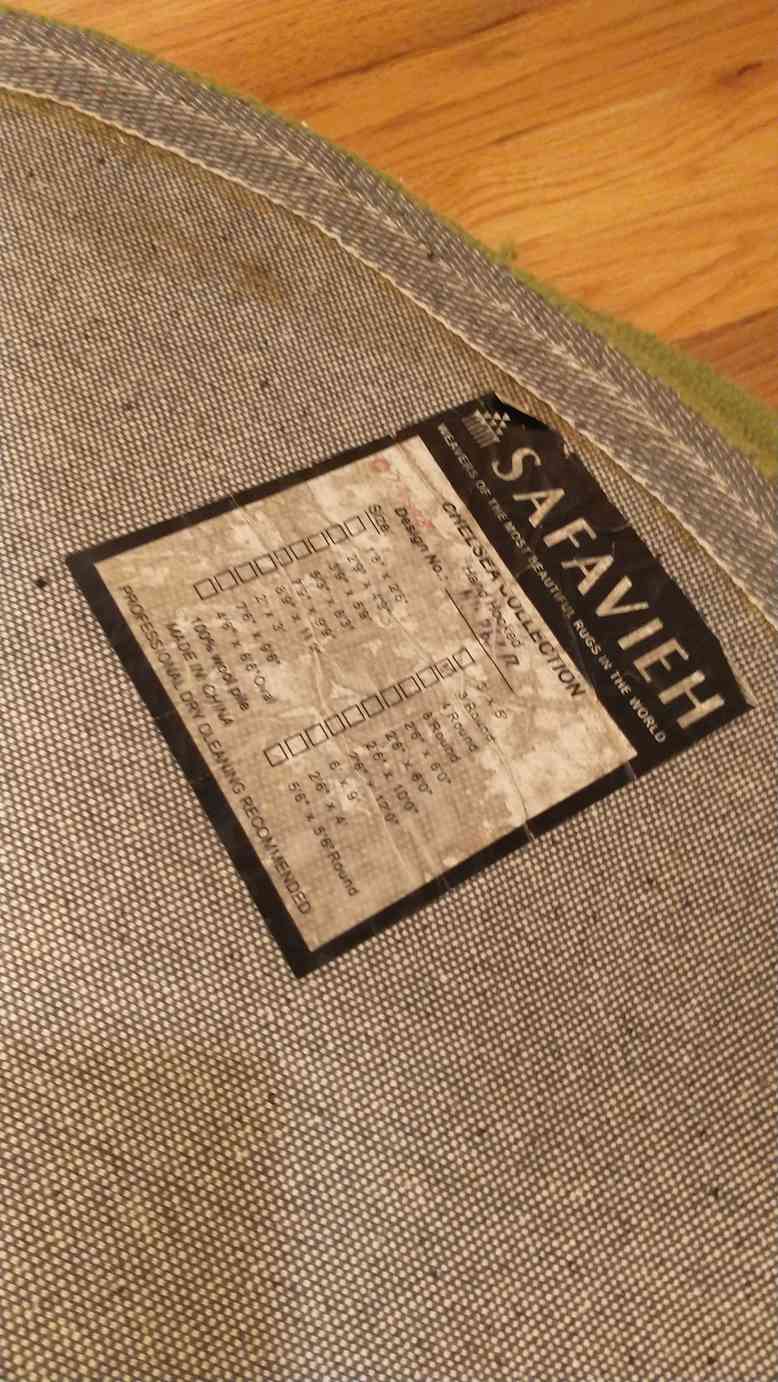 SAFAVIEH
WEAVERS OF THE MOST BEAUTIFUL RUGS IN THE WORLD
CHELSEA COLLECTION
Hand Hooked
Design No.:
Size:
1'8" x 2'6"
2'9" x 4'9"
3'9" x 5'9"
5'3" x 8'3"
7'9" x 9'9"
8'9" x 11'9"
2' x 3'
7'6" x 9'6"
4'6" x 6'6"Oval
3' x 5'
3 Round
4 Round
8 Round
2'6" x 6'0"
2'6" x 8'0"
2'6" x 10'0"
2'6" x 12'0"
6' x 9'
2'6" x 4'
5'6" x 5'6"Round
100% wool pile
MADE IN CHINA
PROFESSIONAL DRY CLEANING RECOMMENDED